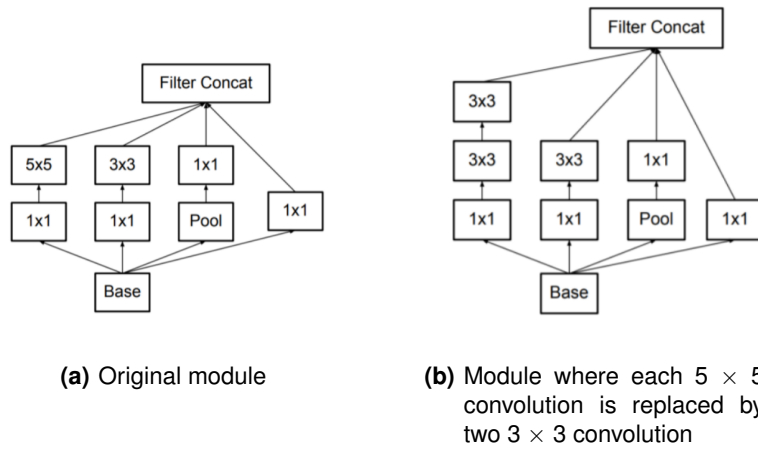 Filter Concat
5x5 3x3 1x1
1x1 1x1 Pool 1x1
Base
(a) Original module
Filter Concat
3x3
3x3 3x3 1x1
1x1 1x1 Pool 1x1
Base
(b) Module where each 5 × 5
convolution is replaced by
two 3 × 3 convolution